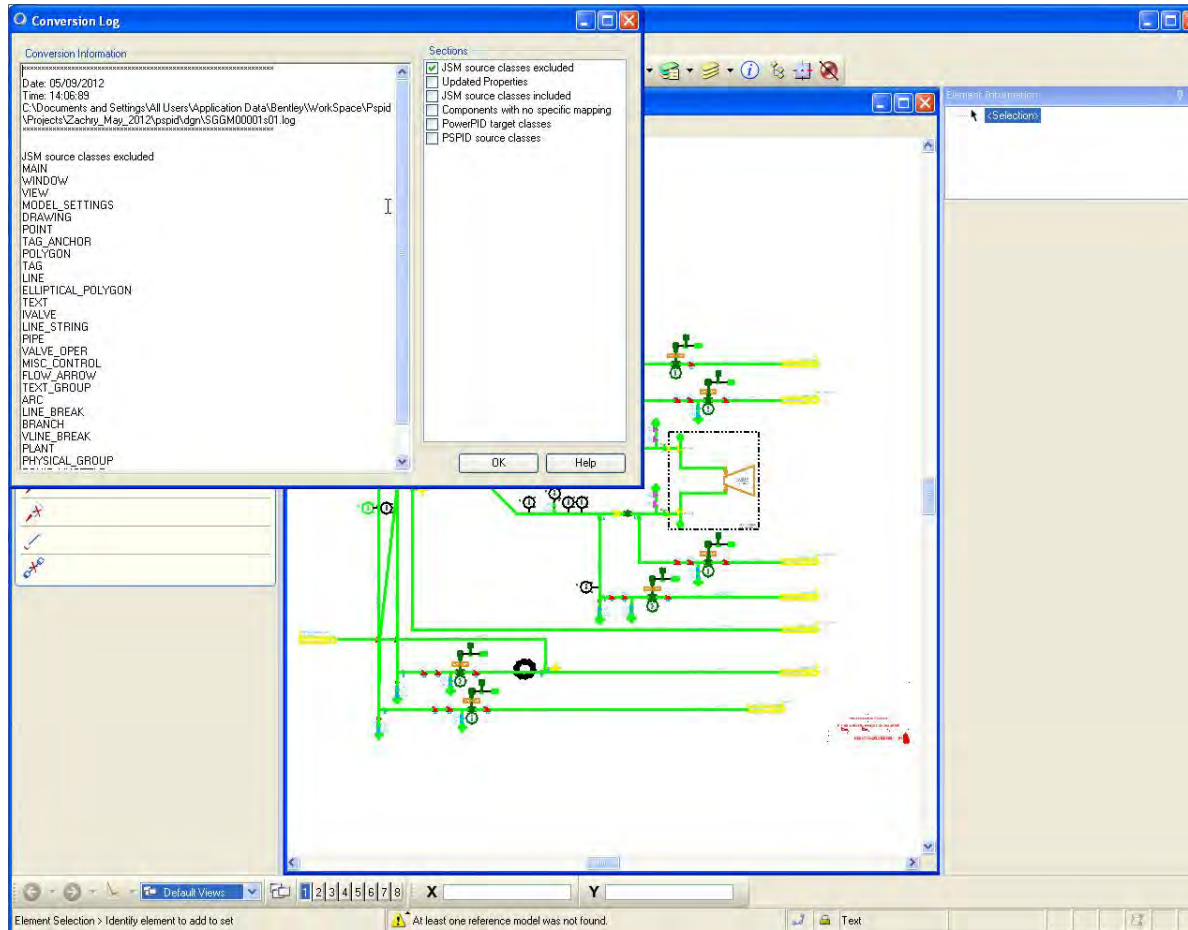 Conversion Log
Conversion Information
Date: 05/09/2012
Time: 14:06:89
C:\Documents and Settings\All Users\Application Data\Bentley\WorkSpace\Pspid
\Projects\Zachry_May_2012\pspid\dgn\SGGM00001s01.log
JSM source classes excluded
MAIN
WINDOW
VIEW
MODEL_SETTINGS
DRAWING
POINT
TAG_ANCHOR
POLYGON
TAG
LINE
ELLIPTICAL_POLYGON
TEXT
IVALVE
LINE_STRING
PIPE
VALVE_OPER
MISC_CONTROL
FLOW_ARROW
TEXT_GROUP
ARC
LINE_BREAK
BRANCH
VLINE_BREAK
PLANT
PHYSICAL_GROUP
Sections
JSM source classes excluded
Updated Properties
JSM source classes included
Components with no specific mapping
PowerPID target classes
PSPID source classes
OK Help
Element Information
<Selection>
Default Views 1 2 3 4 5 6 7 8 X Y
Element Selection > Identify element to add to set At least one reference model was not found. Text